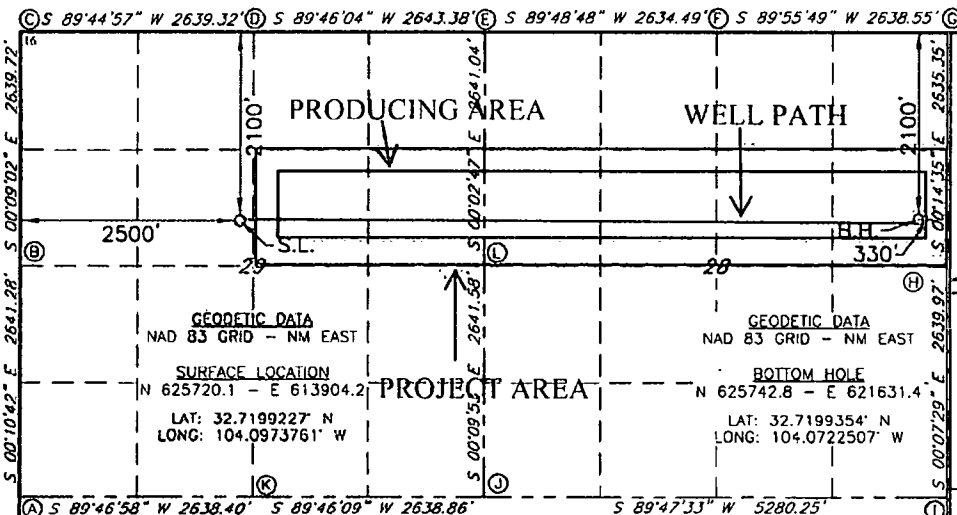 C S 89°44'57" W 2639.32' D S 89°46'04" W 2643.38' E S 89°48'48" W 2634.49' F S 89°55'49" W 2638.55' G
16
S 00°09'02" E 2639.72'
2100'
PRODUCING AREA
S 00°02'47" E 2641.04'
WELL PATH
2100'
S 00°14'35" E 2635.35'
2500'
S.L.
B.H.
330'
B
29
L
28
H
S 00°10'42" E 2641.28'
S 00°09'53" E 2641.58'
S 00°07'29" E 2639.97'
GEODETIC DATA
NAD 83 GRID - NM EAST
SURFACE LOCATION
N 625720.1 - E 613904.2
LAT: 32.7199227° N
LONG: 104.0973761° W
PROJECT AREA
GEODETIC DATA
NAD 83 GRID - NM EAST
BOTTOM HOLE
N 625742.8 - E 621631.4
LAT: 32.7199354° N
LONG: 104.0722507° W
K
J
A S 89°46'58" W 2638.40' S 89°46'09" W 2638.86' S 89°47'33" W 5280.25' I